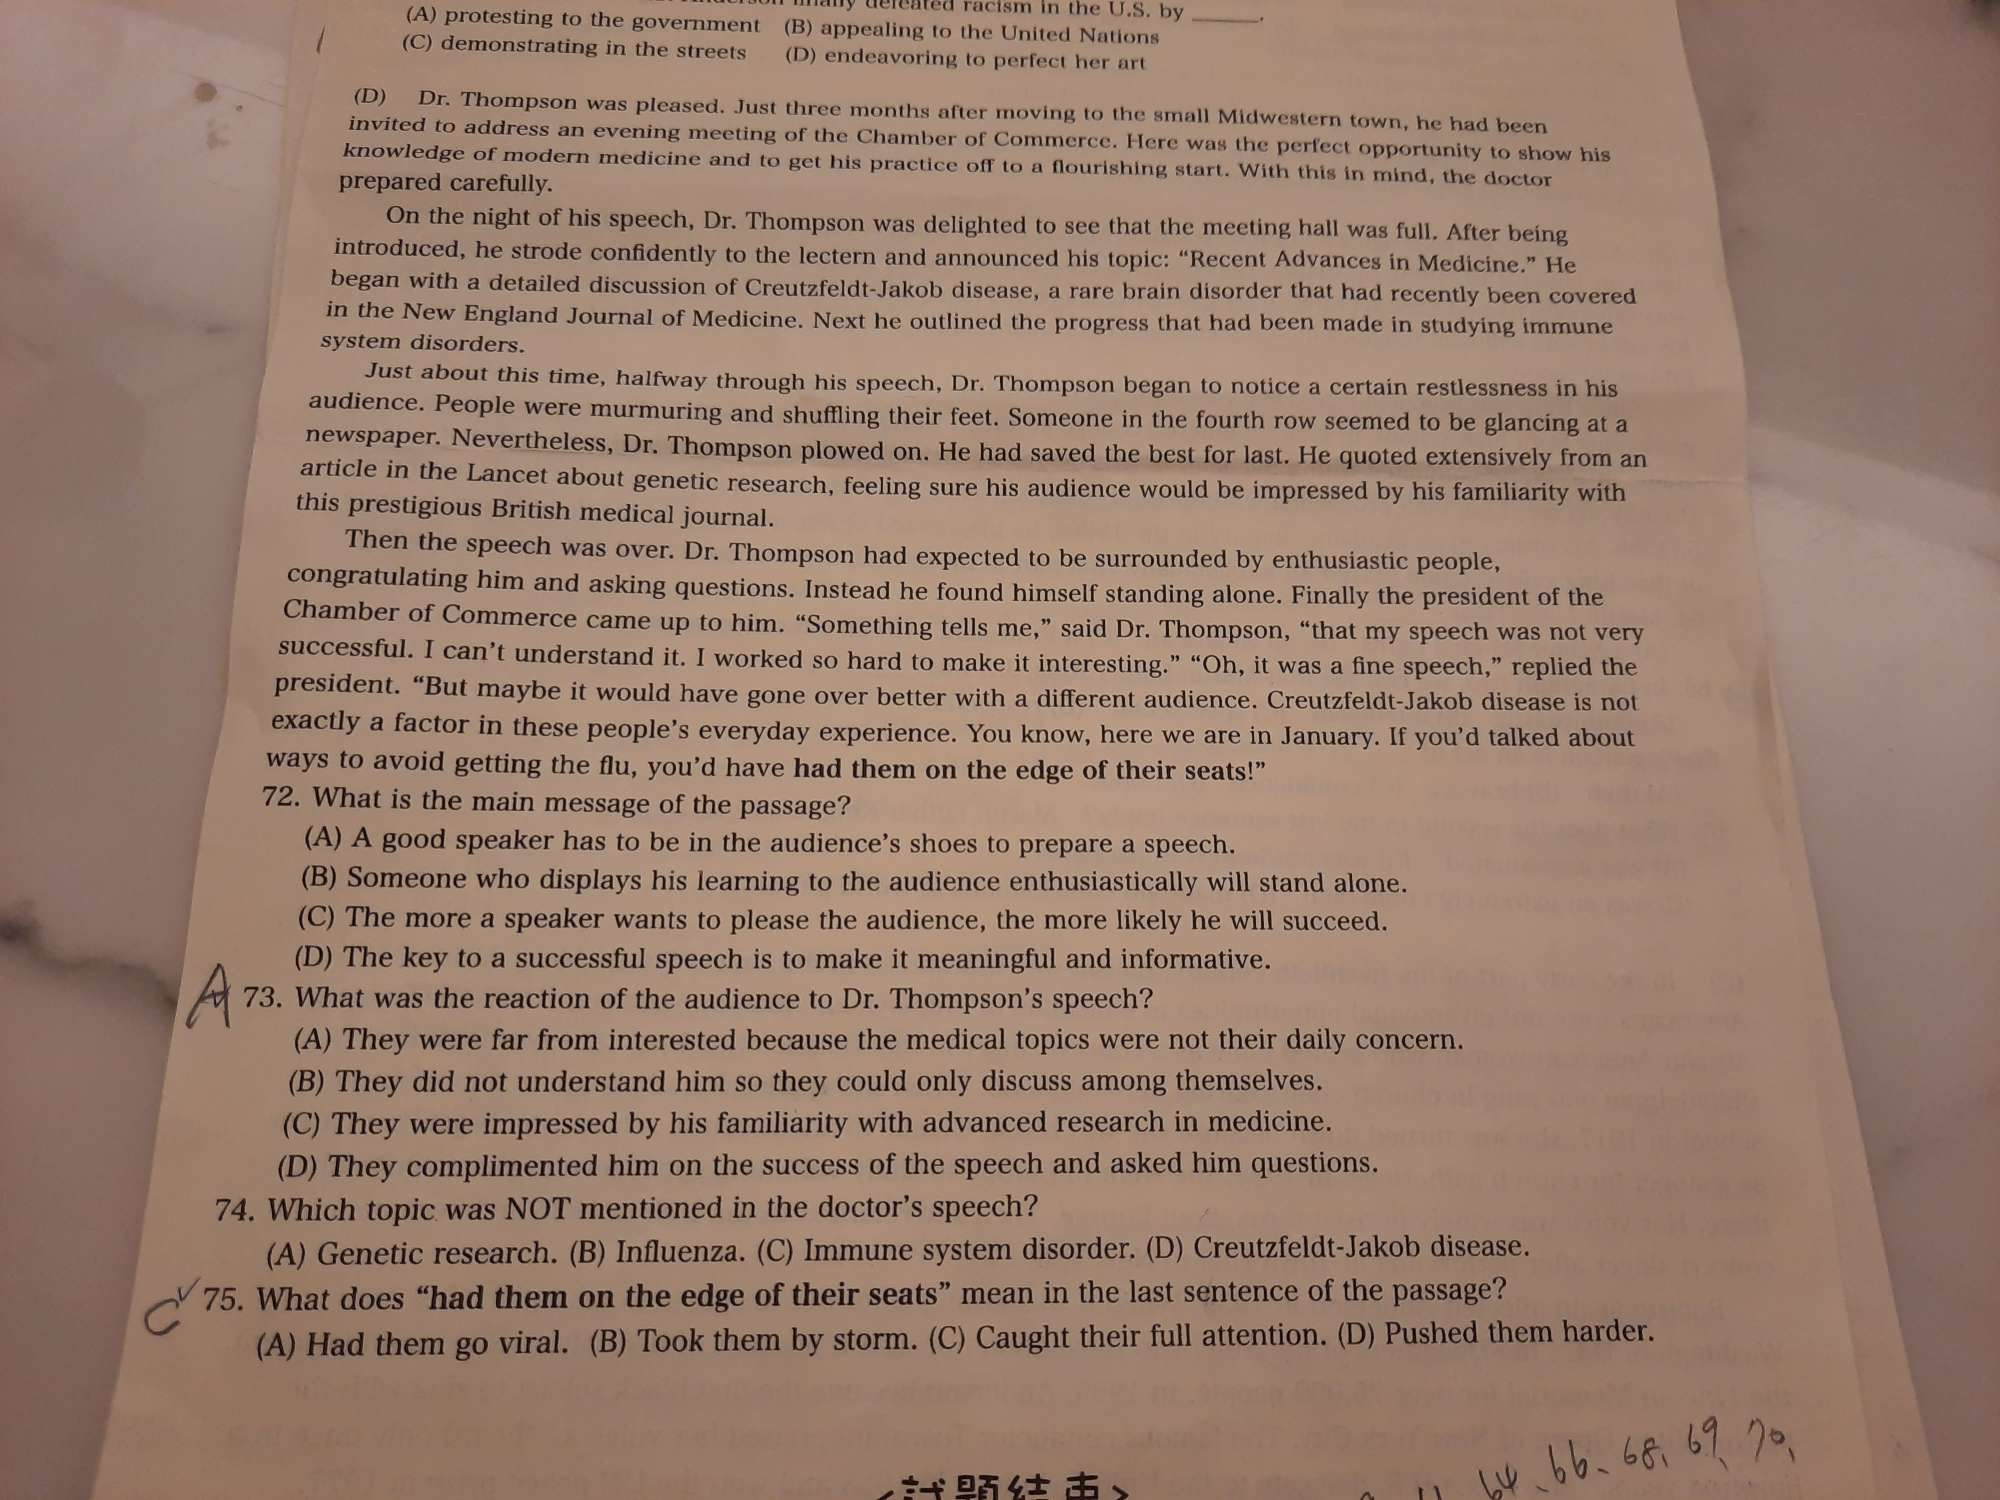 finally defeated racism in the U.S. by ______.
(A) protesting to the government (B) appealing to the United Nations
(C) demonstrating in the streets (D) endeavoring to perfect her art
(D) Dr. Thompson was pleased. Just three months after moving to the small Midwestern town, he had been
invited to address an evening meeting of the Chamber of Commerce. Here was the perfect opportunity to show his
knowledge of modern medicine and to get his practice off to a flourishing start. With this in mind, the doctor
prepared carefully.
On the night of his speech, Dr. Thompson was delighted to see that the meeting hall was full. After being
introduced, he strode confidently to the lectern and announced his topic: “Recent Advances in Medicine.” He
began with a detailed discussion of Creutzfeldt-Jakob disease, a rare brain disorder that had recently been covered
in the New England Journal of Medicine. Next he outlined the progress that had been made in studying immune
system disorders.
Just about this time, halfway through his speech, Dr. Thompson began to notice a certain restlessness in his
audience. People were murmuring and shuffling their feet. Someone in the fourth row seemed to be glancing at a
newspaper. Nevertheless, Dr. Thompson plowed on. He had saved the best for last. He quoted extensively from an
article in the Lancet about genetic research, feeling sure his audience would be impressed by his familiarity with
this prestigious British medical journal.
Then the speech was over. Dr. Thompson had expected to be surrounded by enthusiastic people,
congratulating him and asking questions. Instead he found himself standing alone. Finally the president of the
Chamber of Commerce came up to him. “Something tells me,” said Dr. Thompson, “that my speech was not very
successful. I can’t understand it. I worked so hard to make it interesting.” “Oh, it was a fine speech,” replied the
president. “But maybe it would have gone over better with a different audience. Creutzfeldt-Jakob disease is not
exactly a factor in these people’s everyday experience. You know, here we are in January. If you’d talked about
ways to avoid getting the flu, you’d have had them on the edge of their seats!”
72. What is the main message of the passage?
(A) A good speaker has to be in the audience’s shoes to prepare a speech.
(B) Someone who displays his learning to the audience enthusiastically will stand alone.
(C) The more a speaker wants to please the audience, the more likely he will succeed.
(D) The key to a successful speech is to make it meaningful and informative.
A 73. What was the reaction of the audience to Dr. Thompson’s speech?
(A) They were far from interested because the medical topics were not their daily concern.
(B) They did not understand him so they could only discuss among themselves.
(C) They were impressed by his familiarity with advanced research in medicine.
(D) They complimented him on the success of the speech and asked him questions.
74. Which topic was NOT mentioned in the doctor’s speech?
(A) Genetic research. (B) Influenza. (C) Immune system disorder. (D) Creutzfeldt-Jakob disease.
C 75. What does “had them on the edge of their seats” mean in the last sentence of the passage?
(A) Had them go viral. (B) Took them by storm. (C) Caught their full attention. (D) Pushed them harder.
64、66、68、69、70、
<試題結束>